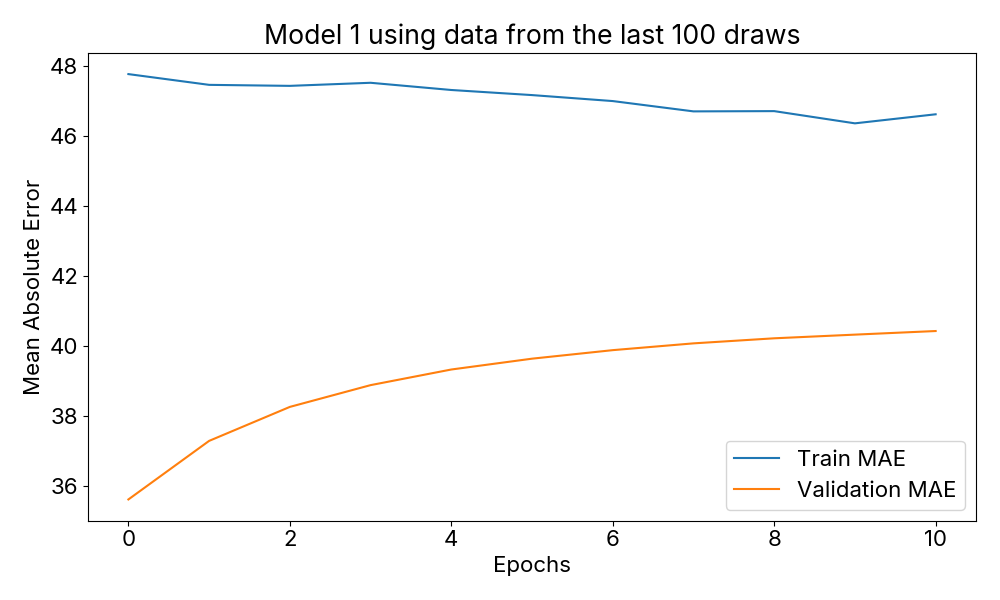 Model 1 using data from the last 100 draws
Mean Absolute Error
48
46
44
42
40
38
36
Train MAE
Validation MAE
0 2 4 6 8 10
Epochs